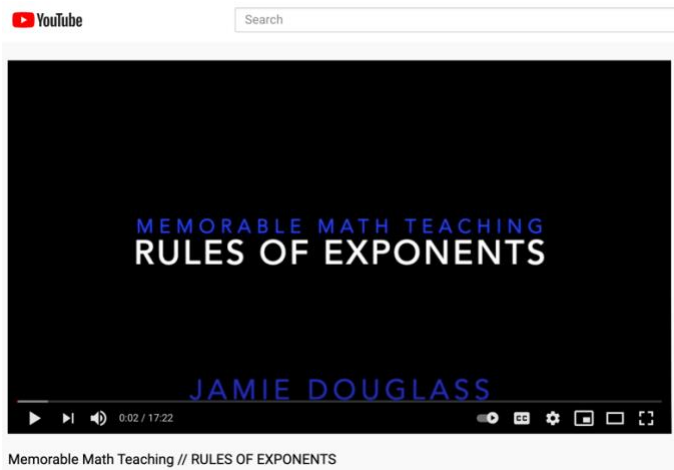 YouTube
Search
MEMORABLE MATH TEACHING
RULES OF EXPONENTS
JAMIE DOUGLASS
0:02 / 17:22
CC
Memorable Math Teaching // RULES OF EXPONENTS